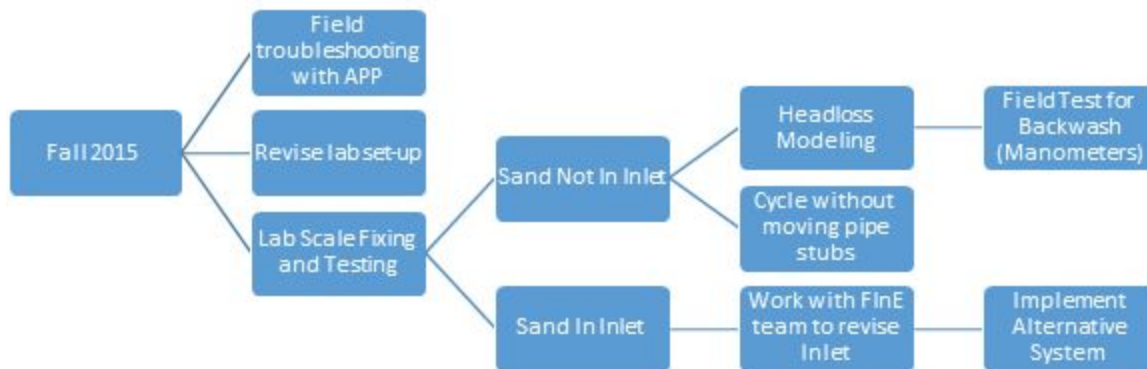 Field
troubleshooting
with APP
Fall 2015
Revise lab set-up
Lab Scale Fixing
and Testing
Sand Not In Inlet
Sand In Inlet
Headloss
Modeling
Cycle without
moving pipe
stubs
Work with FInE
team to revise
Inlet
Field Test for
Backwash
(Manometers)
Implement
Alternative
System